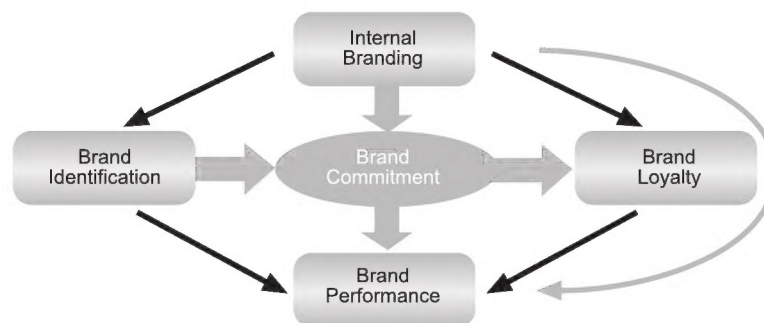 Internal
Branding
Brand
Identification
Brand
Commitment
Brand
Loyalty
Brand
Performance